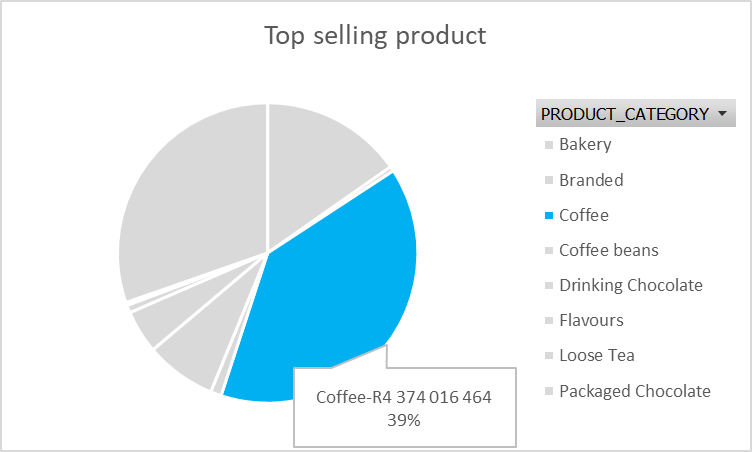 Top selling product
PRODUCT_CATEGORY
Bakery
Branded
Coffee
Coffee beans
Drinking Chocolate
Flavours
Loose Tea
Packaged Chocolate
Coffee-R4 374 016 464
39%